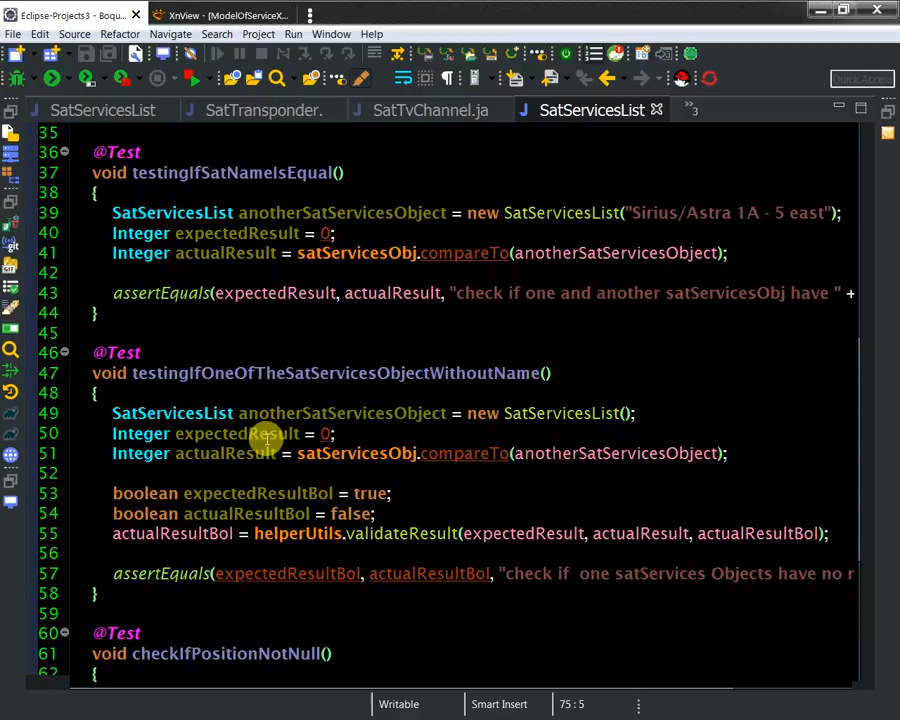 Eclipse-Projects3 - Boqu...
XnView - [ModelOfServiceX...
File Edit Source Refactor Navigate Search Project Run Window Help
Quick Access
SatServicesList SatTransponder. SatTvChannel.ja SatServicesList »3
35
36 @Test
37 void testingIfSatNameIsEqual()
38 {
39 SatServicesList anotherSatServicesObject = new SatServicesList("Sirius/Astra 1A - 5 east");
40 Integer expectedResult = 0;
41 Integer actualResult = satServicesObj.compareTo(anotherSatServicesObject);
42
43 assertEquals(expectedResult, actualResult, "check if one and another satServicesObj have " +
44 }
45
46 @Test
47 void testingIfOneOfTheSatServicesObjectWithoutName()
48 {
49 SatServicesList anotherSatServicesObject = new SatServicesList();
50 Integer expectedResult = 0;
51 Integer actualResult = satServicesObj.compareTo(anotherSatServicesObject);
52
53 boolean expectedResultBol = true;
54 boolean actualResultBol = false;
55 actualResultBol = helperUtils.validateResult(expectedResult, actualResult, actualResultBol);
56
57 assertEquals(expectedResultBol, actualResultBol, "check if  one satServices Objects have no r
58 }
59
60 @Test
61 void checkIfPositionNotNull()
62 {
Writable Smart Insert 75 : 5